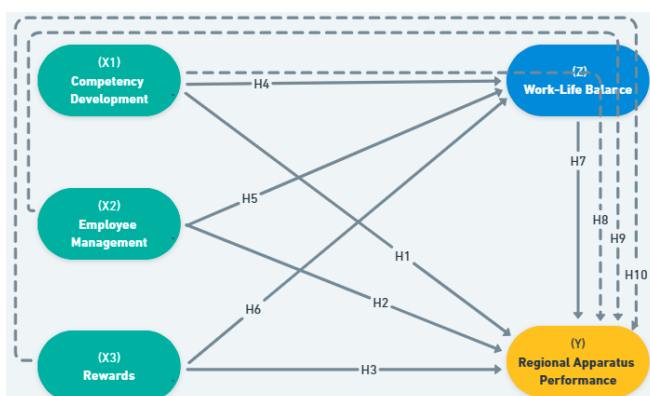 (X1)
Competency
Development
(Z)
Work-Life Balance
H4
H7
(X2)
Employee
Management
H5
H8
H9
H1
H10
H2
H6
(X3)
Rewards
H3
(Y)
Regional Apparatus
Performance